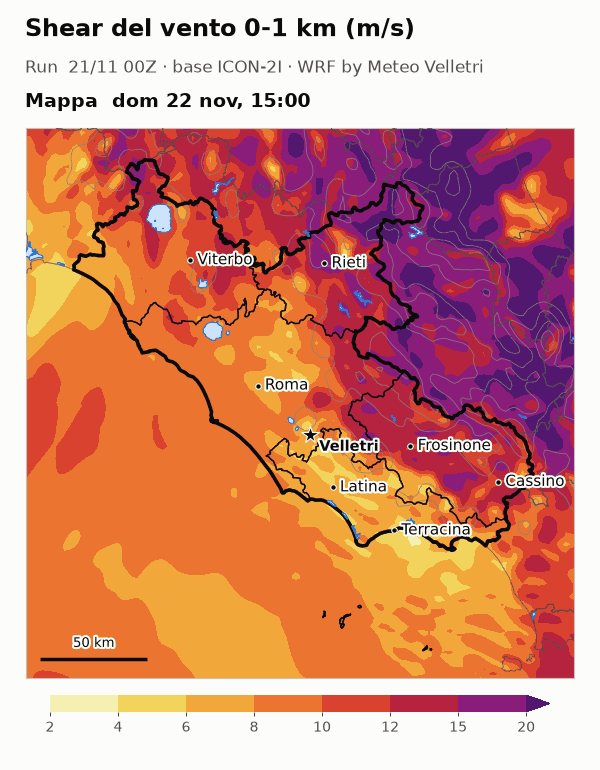 Shear del vento 0-1 km (m/s)
Run  21/11 00Z · base ICON-2I · WRF by Meteo Velletri
Mappa  dom 22 nov, 15:00
Viterbo
Rieti
Roma
Velletri
Frosinone
Cassino
Latina
Terracina
50 km
2 4 6 8 10 12 15 20